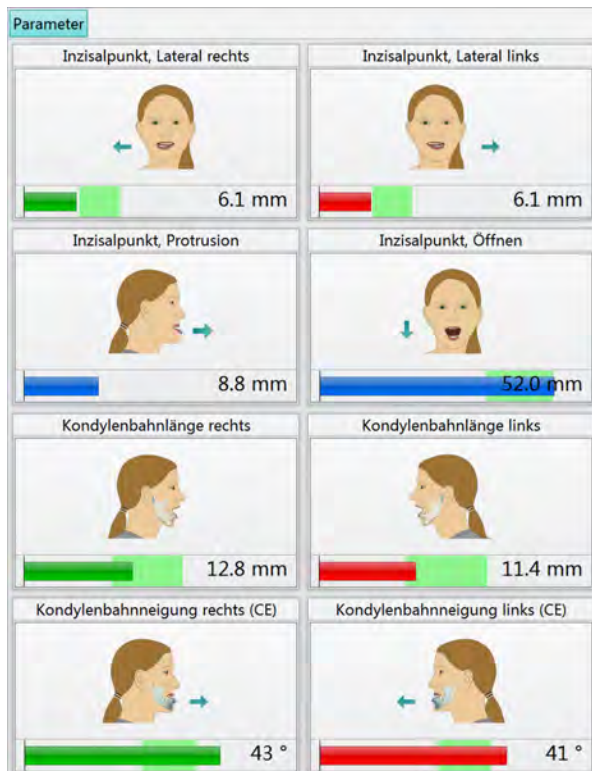 Parameter
Inzisalpunkt, Lateral rechts
Inzisalpunkt, Lateral links
6.1 mm
6.1 mm
Inzisalpunkt, Protrusion
Inzisalpunkt, Öffnen
8.8 mm
52.0 mm
Kondylenbahnlänge rechts
Kondylenbahnlänge links
12.8 mm
11.4 mm
Kondylenbahnneigung rechts (CE)
Kondylenbahnneigung links (CE)
43 °
41 °